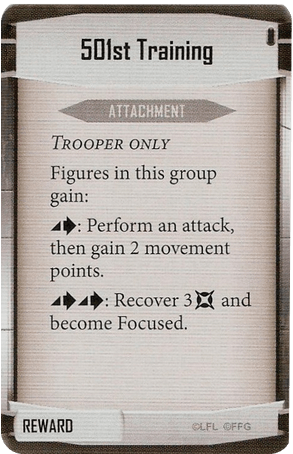 501st Training
ATTACHMENT
TROOPER ONLY
Figures in this group
gain:
: Perform an attack,
then gain 2 movement
points.
: Recover 3 and
become Focused.
REWARD
©LFL ©FFG